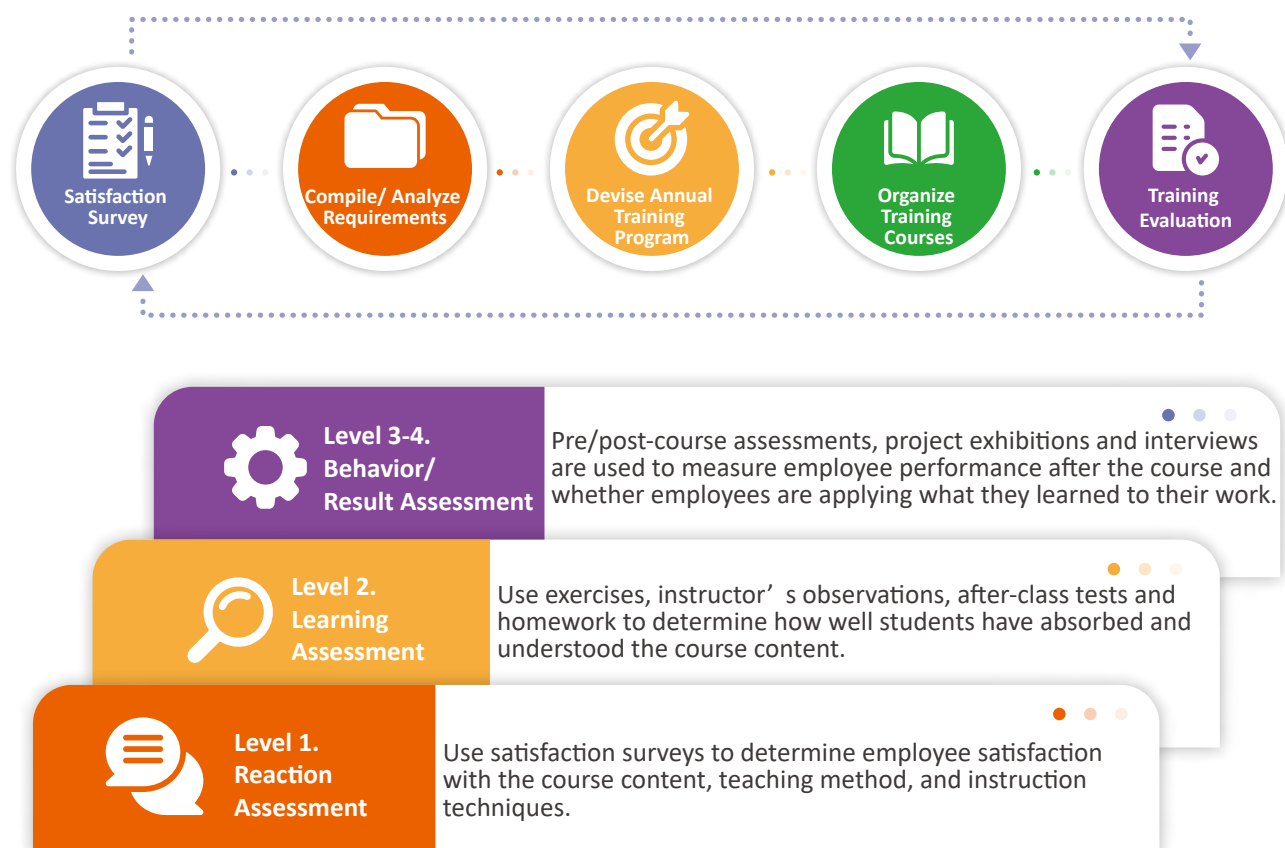 Satisfaction
Survey
Compile/ Analyze
Requirements
Devise Annual
Training
Program
Organize
Training
Courses
Training
Evaluation
Level 3-4.
Behavior/
Result Assessment
Pre/post-course assessments, project exhibitions and interviews
are used to measure employee performance after the course and
whether employees are applying what they learned to their work.
Level 2.
Learning
Assessment
Use exercises, instructor’ s observations, after-class tests and
homework to determine how well students have absorbed and
understood the course content.
Level 1.
Reaction
Assessment
Use satisfaction surveys to determine employee satisfaction
with the course content, teaching method, and instruction
techniques.